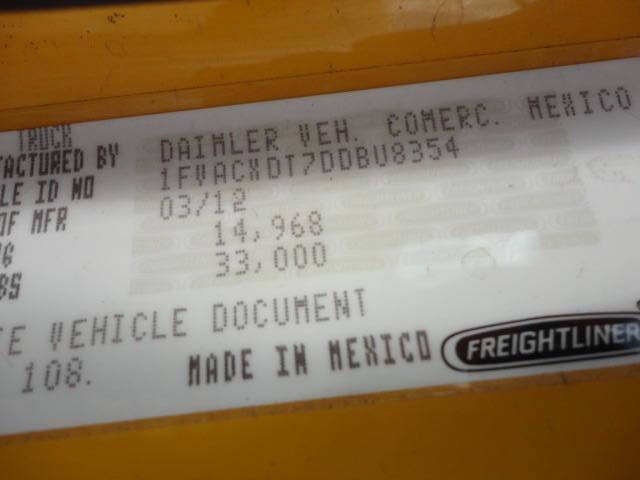 TRUCK
FACTURED BY DAIMLER VEH. COMERC. MEXICO
LE ID NO 1FVACXDT7DDBU8354
OF MFR 03/12
G 14,968
BS 33,000
E VEHICLE DOCUMENT
108. MADE IN MEXICO FREIGHTLINER